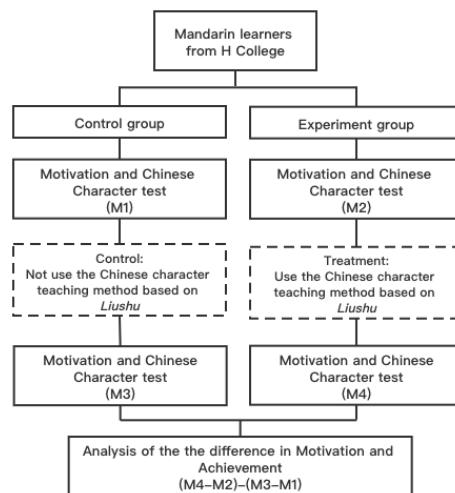 Mandarin learners
from H College
Control group
Experiment group
Motivation and Chinese
Character test
(M1)
Motivation and Chinese
Character test
(M2)
Control:
Not use the Chinese character
teaching method based on
Liushu
Treatment:
Use the Chinese character
teaching method based on
Liushu
Motivation and Chinese
Character test
(M3)
Motivation and Chinese
Character test
(M4)
Analysis of the the difference in Motivation and
Achievement
(M4-M2)-(M3-M1)